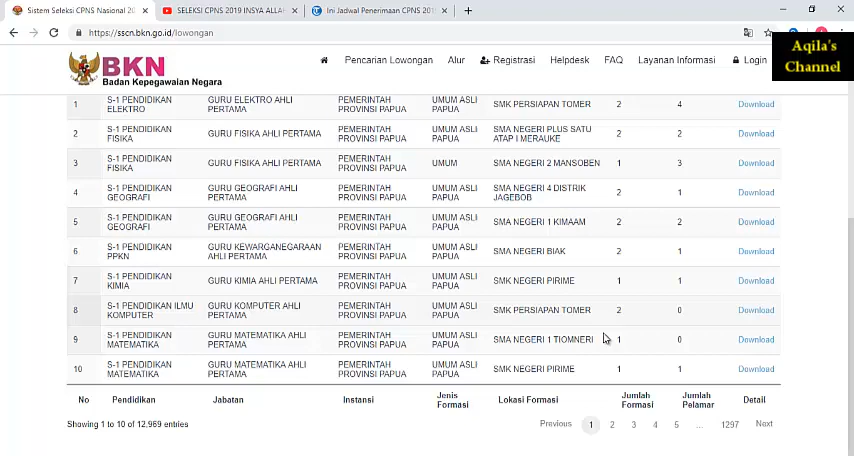 Sistem Seleksi CPNS Nasional 20
SELEKSI CPNS 2019 INSYA ALLAH
Ini Jadwal Penerimaan CPNS 201
https://sscn.bkn.go.id/lowongan
Aqila's
Channel
BKN
Badan Kepegawaian Negara
Pencarian Lowongan Alur Registrasi Helpdesk FAQ Layanan Informasi Login
1 S-1 PENDIDIKAN ELEKTRO GURU ELEKTRO AHLI PERTAMA PEMERINTAH PROVINSI PAPUA UMUM ASLI PAPUA SMK PERSIAPAN TOMER 2 4 Download
2 S-1 PENDIDIKAN FISIKA GURU FISIKA AHLI PERTAMA PEMERINTAH PROVINSI PAPUA UMUM ASLI PAPUA SMA NEGERI PLUS SATU ATAP I MERAUKE 2 2 Download
3 S-1 PENDIDIKAN FISIKA GURU FISIKA AHLI PERTAMA PEMERINTAH PROVINSI PAPUA UMUM SMA NEGERI 2 MANSOBEN 1 3 Download
4 S-1 PENDIDIKAN GEOGRAFI GURU GEOGRAFI AHLI PERTAMA PEMERINTAH PROVINSI PAPUA UMUM ASLI PAPUA SMA NEGERI 4 DISTRIK JAGEBOB 2 1 Download
5 S-1 PENDIDIKAN GEOGRAFI GURU GEOGRAFI AHLI PERTAMA PEMERINTAH PROVINSI PAPUA UMUM ASLI PAPUA SMA NEGERI 1 KIMAAM 2 2 Download
6 S-1 PENDIDIKAN PPKN GURU KEWARGANEGARAAN AHLI PERTAMA PEMERINTAH PROVINSI PAPUA UMUM ASLI PAPUA SMA NEGERI BIAK 2 1 Download
7 S-1 PENDIDIKAN KIMIA GURU KIMIA AHLI PERTAMA PEMERINTAH PROVINSI PAPUA UMUM ASLI PAPUA SMK NEGERI PIRIME 1 1 Download
8 S-1 PENDIDIKAN ILMU KOMPUTER GURU KOMPUTER AHLI PERTAMA PEMERINTAH PROVINSI PAPUA UMUM ASLI PAPUA SMK PERSIAPAN TOMER 2 0 Download
9 S-1 PENDIDIKAN MATEMATIKA GURU MATEMATIKA AHLI PERTAMA PEMERINTAH PROVINSI PAPUA UMUM ASLI PAPUA SMA NEGERI 1 TIOMNERI 1 0 Download
10 S-1 PENDIDIKAN MATEMATIKA GURU MATEMATIKA AHLI PERTAMA PEMERINTAH PROVINSI PAPUA UMUM ASLI PAPUA SMK NEGERI PIRIME 1 1 Download
No Pendidikan Jabatan Instansi Jenis Formasi Lokasi Formasi Jumlah Formasi Jumlah Pelamar Detail
Showing 1 to 10 of 12,969 entries
Previous 1 2 3 4 5 ... 1297 Next